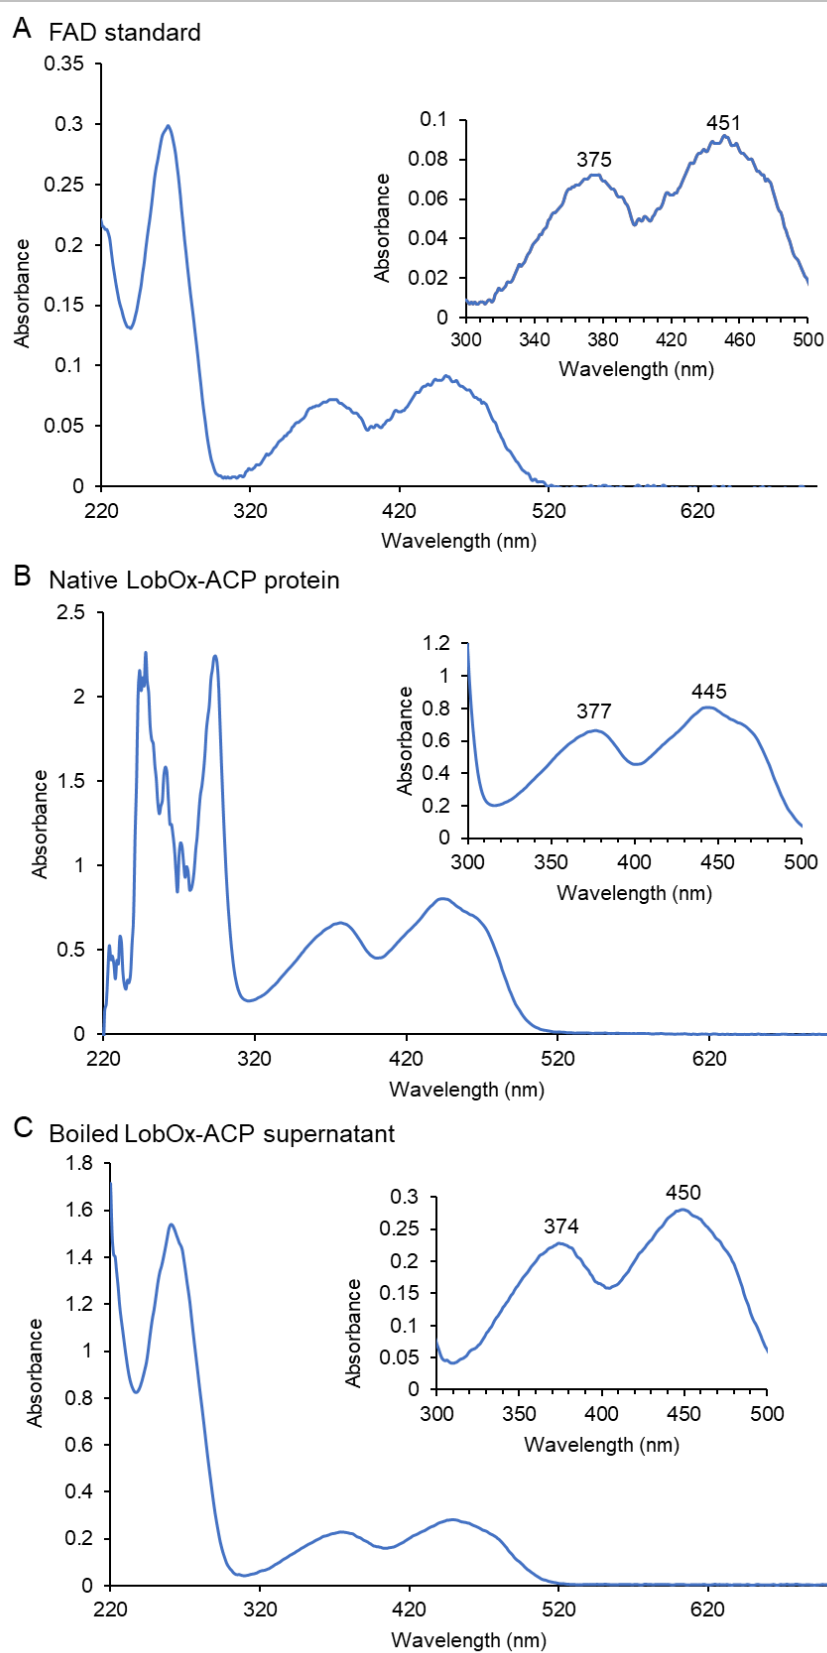 A FAD standard
0.35
0.3
0.25
0.2
0.15
0.1
0.05
0
Absorbance
220 320 420 520 620
Wavelength (nm)
0.1
0.08
0.06
0.04
0.02
0
Absorbance
375
451
300 340 380 420 460 500
Wavelength (nm)
B Native LobOx-ACP protein
2.5
2
1.5
1
0.5
0
Absorbance
220 320 420 520 620
Wavelength (nm)
1.2
1
0.8
0.6
0.4
0.2
0
Absorbance
377
445
300 350 400 450 500
Wavelength (nm)
C Boiled LobOx-ACP supernatant
1.8
1.6
1.4
1.2
1
0.8
0.6
0.4
0.2
0
Absorbance
220 320 420 520 620
Wavelength (nm)
0.3
0.25
0.2
0.15
0.1
0.05
0
Absorbance
374
450
300 350 400 450 500
Wavelength (nm)